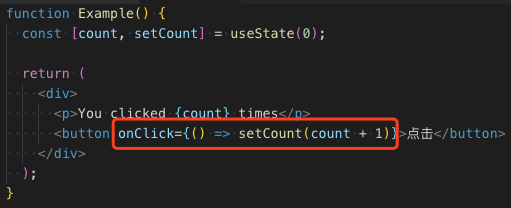 function Example() {
  const [count, setCount] = useState(0);

  return (
    <div>
      <p>You clicked {count} times</p>
      <button onClick={() => setCount(count + 1)}>点击</button>
    </div>
  );
}